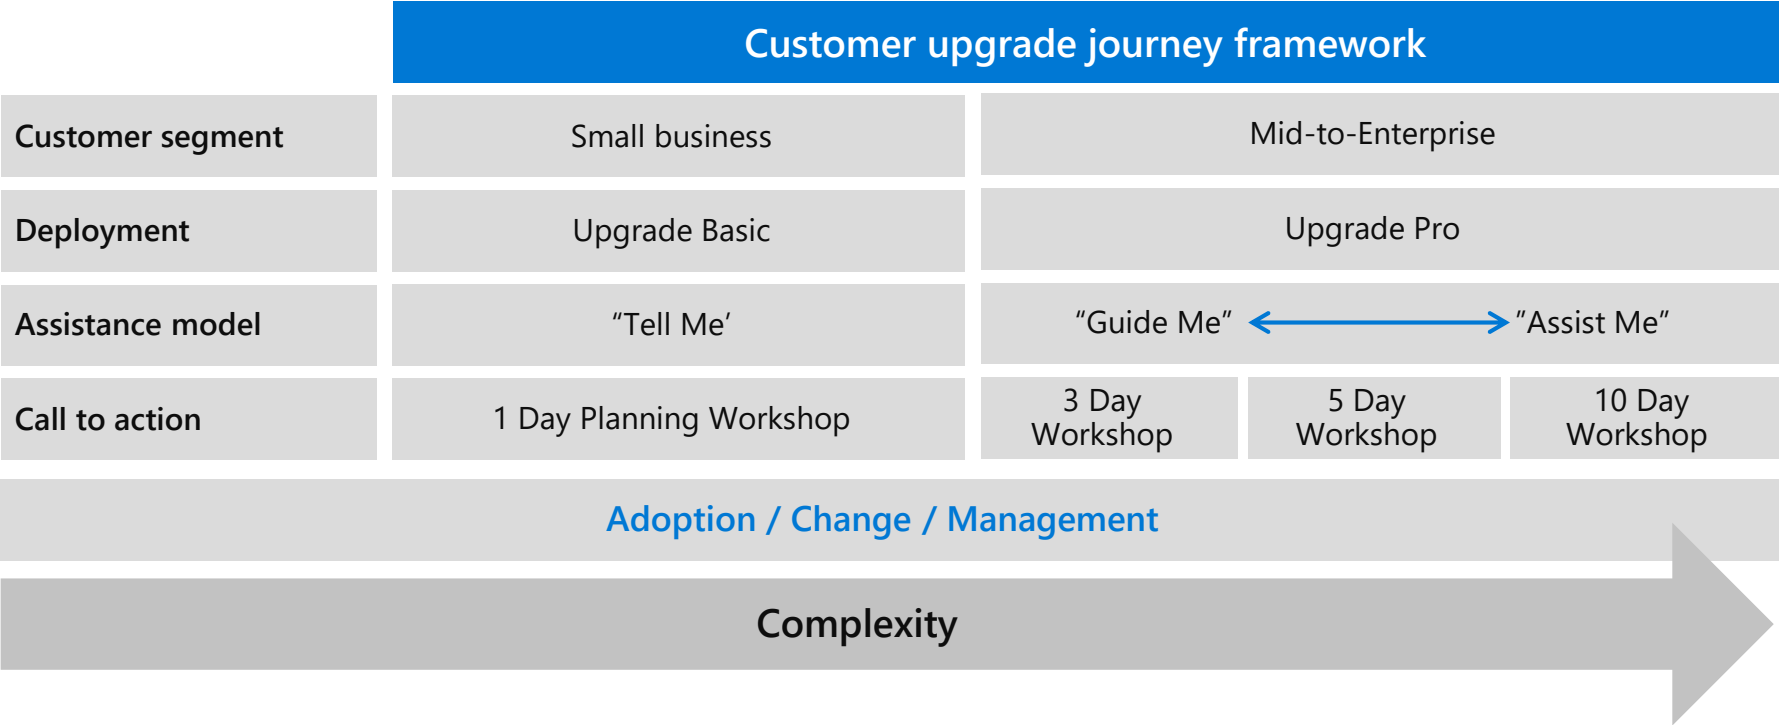 Customer upgrade journey framework
Customer segment
Small business
Mid-to-Enterprise
Deployment
Upgrade Basic
Upgrade Pro
Assistance model
“Tell Me‘
“Guide Me”
”Assist Me”
Call to action
1 Day Planning Workshop
3 Day
Workshop
5 Day
Workshop
10 Day
Workshop
Adoption / Change / Management
Complexity